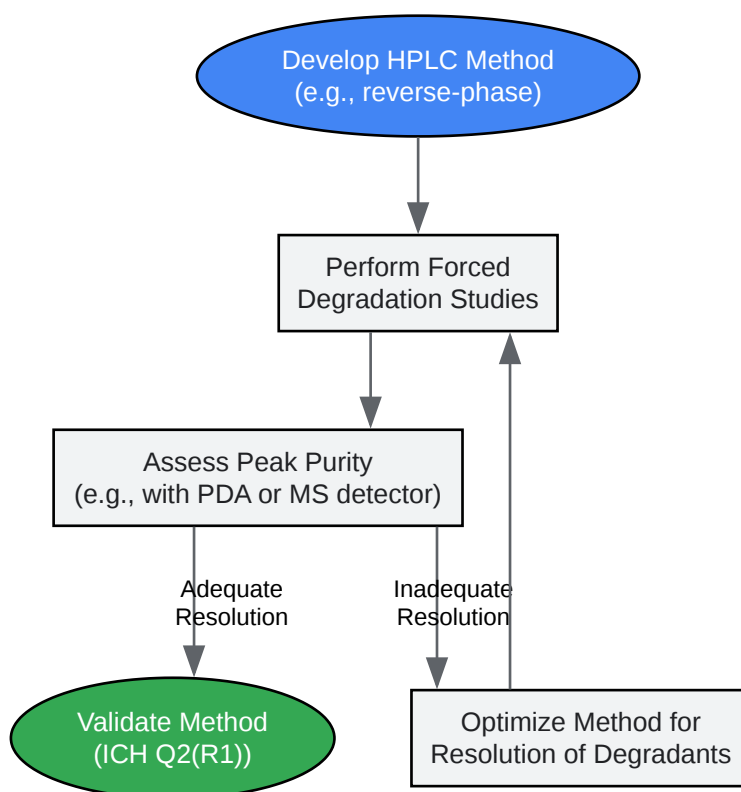 Develop HPLC Method
(e.g., reverse-phase)
Perform Forced
Degradation Studies
Assess Peak Purity
(e.g., with PDA or MS detector)
Adequate
Resolution
Inadequate
Resolution
Validate Method
(ICH Q2(R1))
Optimize Method for
Resolution of Degradants